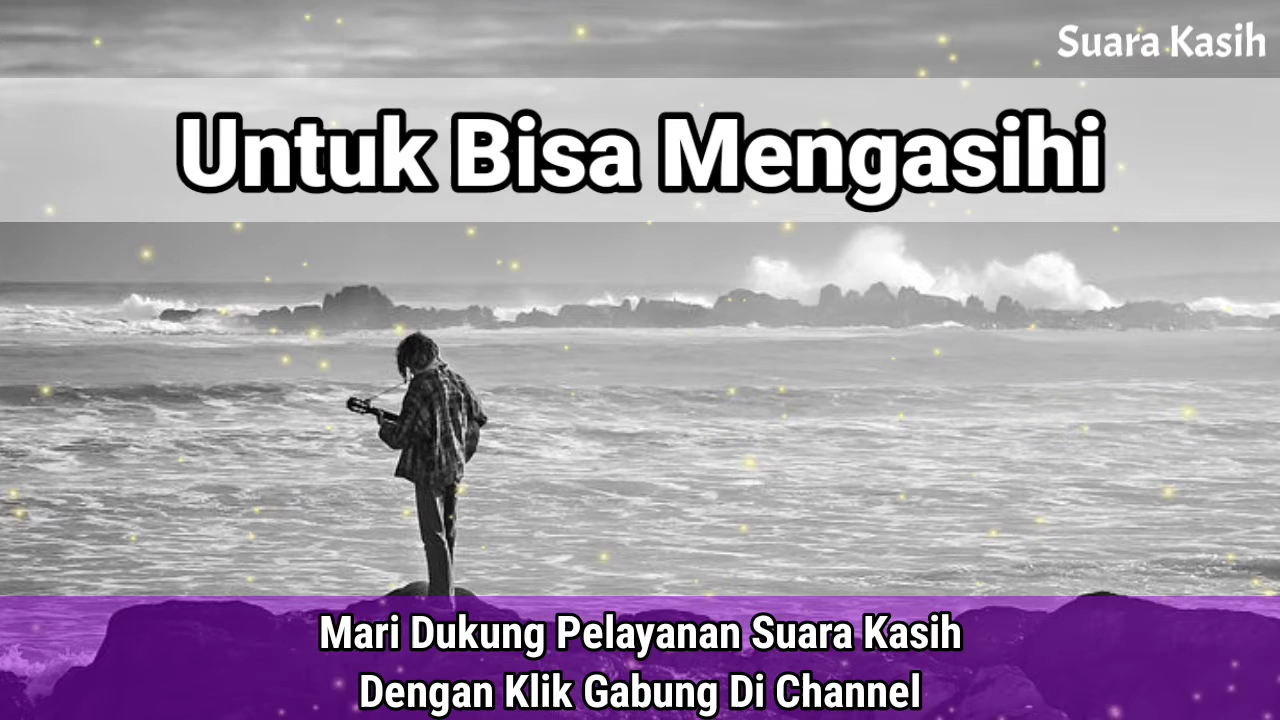 Suara Kasih
Untuk Bisa Mengasihi
Mari Dukung Pelayanan Suara Kasih
Dengan Klik Gabung Di Channel